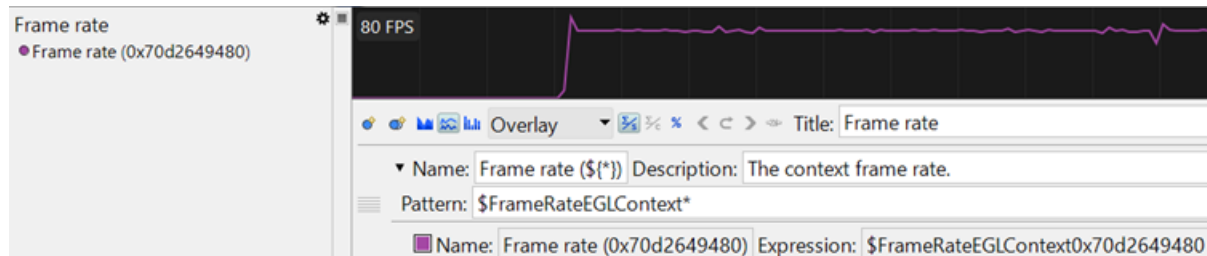 Frame rate
Frame rate (0x70d2649480)
80 FPS
Overlay Title: Frame rate
Name: Frame rate (${*}) Description: The context frame rate.
Pattern: $FrameRateEGLContext*
Name: Frame rate (0x70d2649480) Expression: $FrameRateEGLContext0x70d2649480